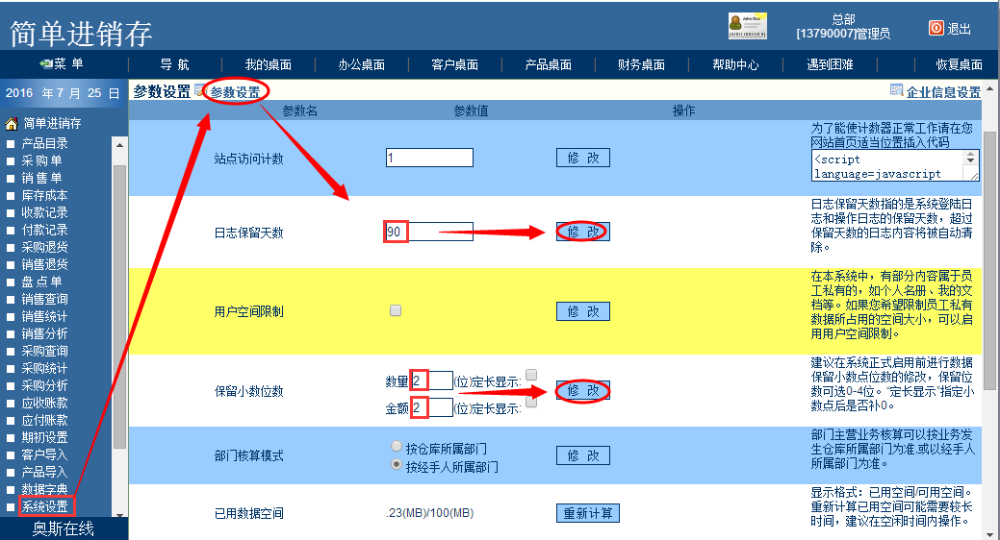 简单进销存
总部
[13790007]管理员
退出
菜 单
导 航
我的桌面
办公桌面
客户桌面
产品桌面
财务桌面
帮助中心
遇到困难
恢复桌面
2016 年 7 月 25 日
简单进销存
产品目录
采 购 单
销 售 单
库存成本
收款记录
付款记录
采购退货
销售退货
盘 点 单
销售查询
销售统计
销售分析
采购查询
采购统计
采购分析
应收账款
应付账款
期初设置
客户导入
产品导入
数据字典
系统设置
奥斯在线
参数设置 参数设置 企业信息设置
参数名 参数值 操作
站点访问计数 1 修 改
为了能使计数器正常工作请在您
网站首页适当位置插入代码
<script
language=javascript
日志保留天数 90 修 改
日志保留天数指的是系统登陆日
志和操作日志的保留天数，超过
保留天数的日志内容将被自动清
除。
用户空间限制 修 改
在本系统中，有部分内容属于员
工私有的，如个人名册、我的文
档等。如果您希望限制员工私有
数据所占用的空间大小，可以启
用用户空间限制。
保留小数位数
数量 2 (位)定长显示:
金额 2 (位)定长显示:
修 改
建议在系统正式启用前进行数据
保留小数点位数的修改，保留位
数可选0-4位。“定长显示”指定小
数点后是否补0。
部门核算模式
按仓库所属部门
按经手人所属部门
修 改
部门主营业务核算可以按业务发
生仓库所属部门为准,或以经手人
所属部门为准。
已用数据空间 .23(MB)/100(MB) 重新计算
显示格式：已用空间/可用空间。
重新计算已用空间可能需要较长
时间，建议在空闲时间内操作。